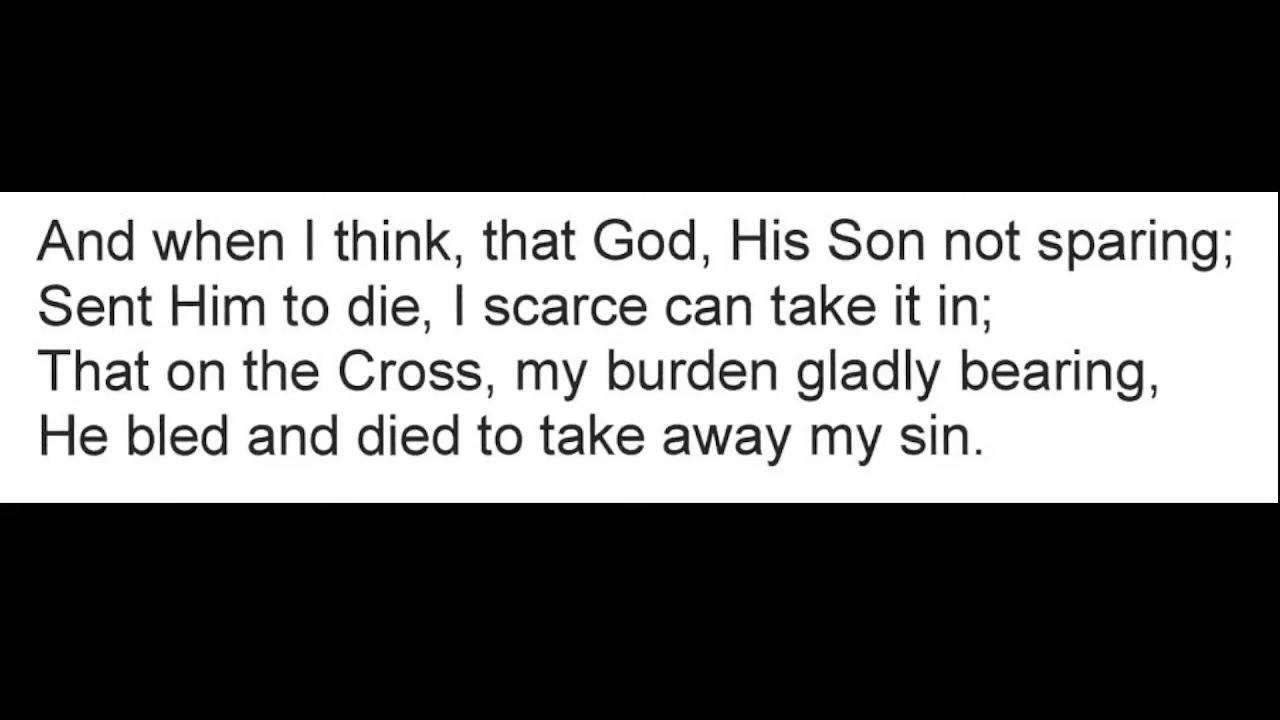 And when I think, that God, His Son not sparing;
Sent Him to die, I scarce can take it in;
That on the Cross, my burden gladly bearing,
He bled and died to take away my sin.